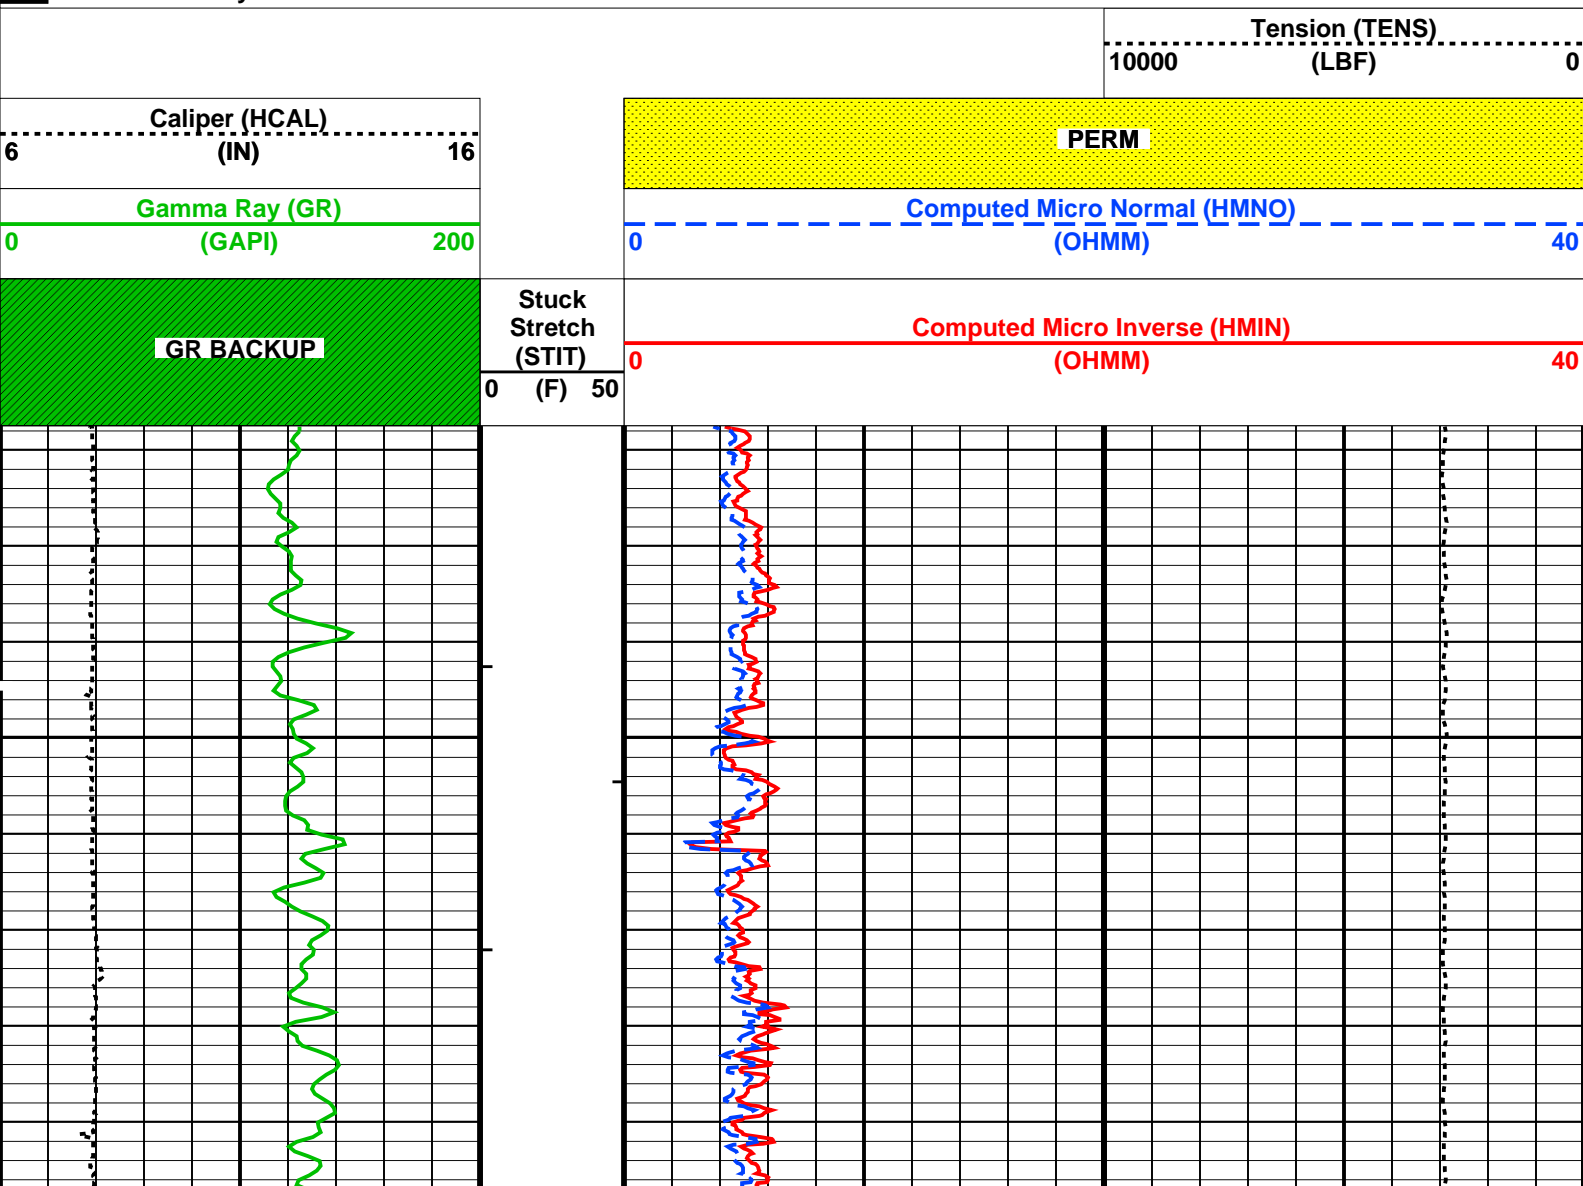 Tension (TENS)
10000 (LBF) 0
Caliper (HCAL)
6 (IN) 16
PERM
Gamma Ray (GR)
0 (GAPI) 200
Computed Micro Normal (HMNO)
0 (OHMM) 40
GR BACKUP
Stuck
Stretch
(STIT)
0 (F) 50
Computed Micro Inverse (HMIN)
0 (OHMM) 40